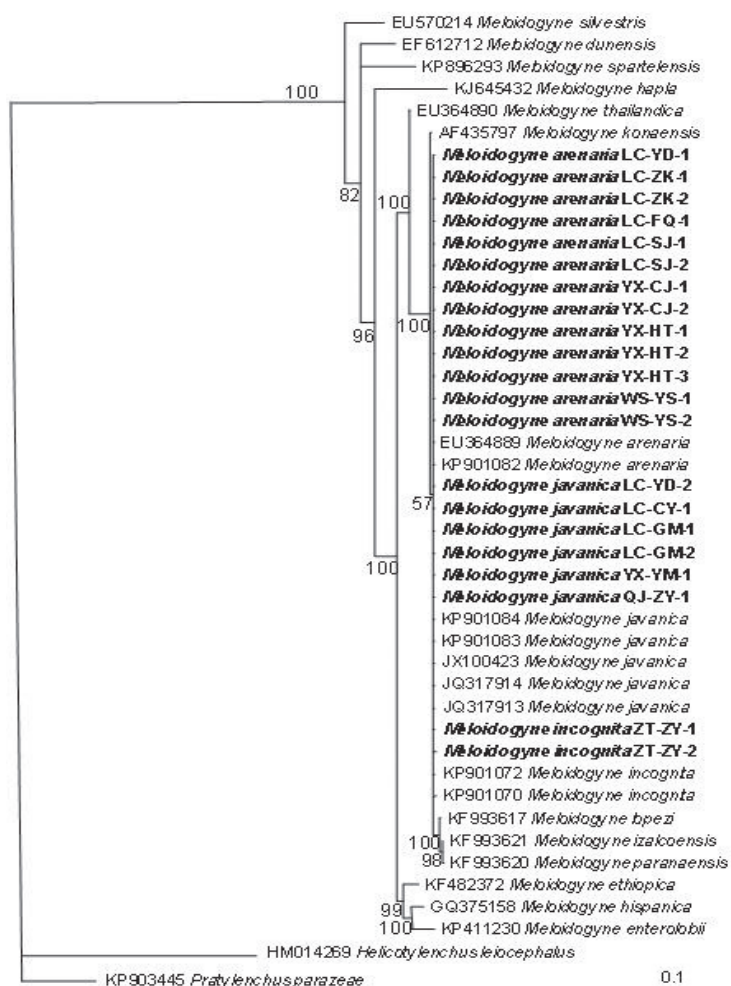 EU570214 Meloidogyne silvestris
EF612712 Meloidogyne dunensis
KP896293 Meloidogyne spartelensis
100
KJ645432 Meloidogyne hapla
EU364890 Meloidogyne thailandica
AF435797 Meloidogyne konaensis
Meloidogyne arenaria LC-YD-1
Meloidogyne arenaria LC-ZK-1
82
100
Meloidogyne arenaria LC-ZK-2
Meloidogyne arenaria LC-FQ-1
Meloidogyne arenaria LC-SJ-1
Meloidogyne arenaria LC-SJ-2
Meloidogyne arenaria YX-CJ-1
Meloidogyne arenaria YX-CJ-2
96
100
Meloidogyne arenaria YX-HT-1
Meloidogyne arenaria YX-HT-2
Meloidogyne arenaria YX-HT-3
Meloidogyne arenaria WS-YS-1
Meloidogyne arenaria WS-YS-2
EU364889 Meloidogyne arenaria
KP901082 Meloidogyne arenaria
Meloidogyne javanica LC-YD-2
57
Meloidogyne javanica LC-CY-1
Meloidogyne javanica LC-GM-1
Meloidogyne javanica LC-GM-2
100
Meloidogyne javanica YX-YM-1
Meloidogyne javanica QJ-ZY-1
KP901084 Meloidogyne javanica
KP901083 Meloidogyne javanica
JX100423 Meloidogyne javanica
JQ317914 Meloidogyne javanica
JQ317913 Meloidogyne javanica
Meloidogyne incognita ZT-ZY-1
Meloidogyne incognita ZT-ZY-2
KP901072 Meloidogyne incognita
KP901070 Meloidogyne incognita
KF993617 Meloidogyne lopezi
100
KF993621 Meloidogyne izalcoensis
98
KF993620 Meloidogyne paranaensis
KF482372 Meloidogyne ethiopica
99
GQ375158 Meloidogyne hispanica
100
KP411230 Meloidogyne enterolobii
HM014269 Helicotylenchus leiocephalus
KP903445 Pratylenchus parazeae
0.1